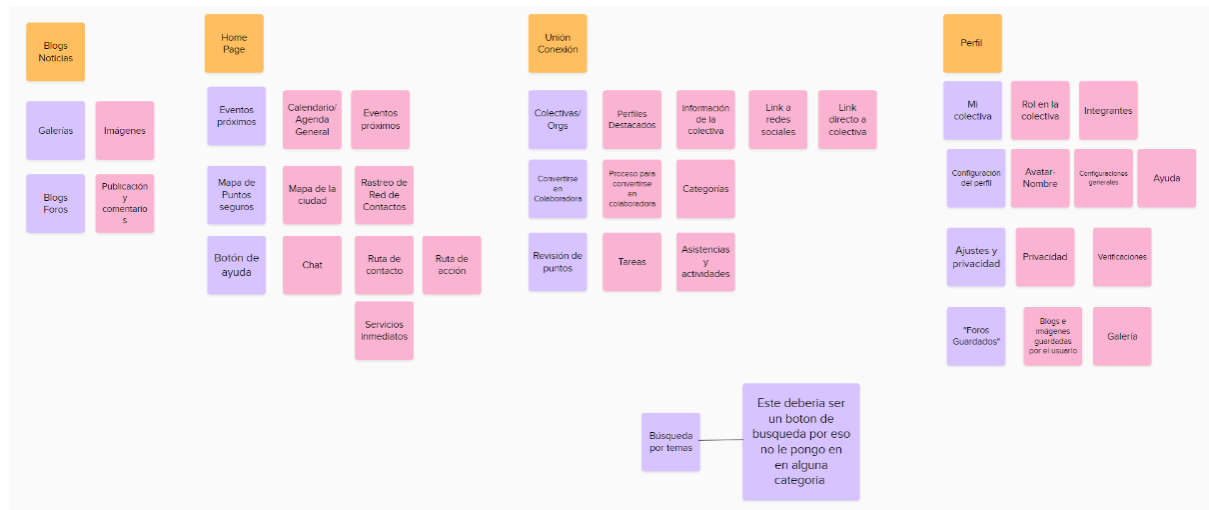 Blogs
Noticias
Galerías
Imágenes
Blogs
Foros
Publicación
y
comentario
s
Home
Page
Eventos
próximos
Calendario/
Agenda
General
Eventos
próximos
Mapa de
Puntos
seguros
Mapa de la
ciudad
Rastreo de
Red de
Contactos
Botón de
ayuda
Chat
Ruta de
contacto
Ruta de
acción
Servicios
inmediatos
Unión
Conexión
Colectivas/
Orgs
Perfiles
Destacados
Información
de la
colectiva
Link a
redes
sociales
Link
directo a
colectiva
Convertirse
en
Colaboradora
Proceso para
convertirse
en
colaboradora
Categorías
Revisión de
puntos
Tareas
Asistencias
y
actividades
Perfil
Mi
colectiva
Rol en la
colectiva
Integrantes
Configuración
del perfil
Avatar-
Nombre
Configuraciones
generales
Ayuda
Ajustes y
privacidad
Privacidad
Verificaciones
"Foros
Guardados"
Blogs e
imágenes
guardadas
por el usuario
Galería
Búsqueda
por temas
Este deberia ser
un boton de
busqueda por eso
no le pongo en
en alguna
categoria